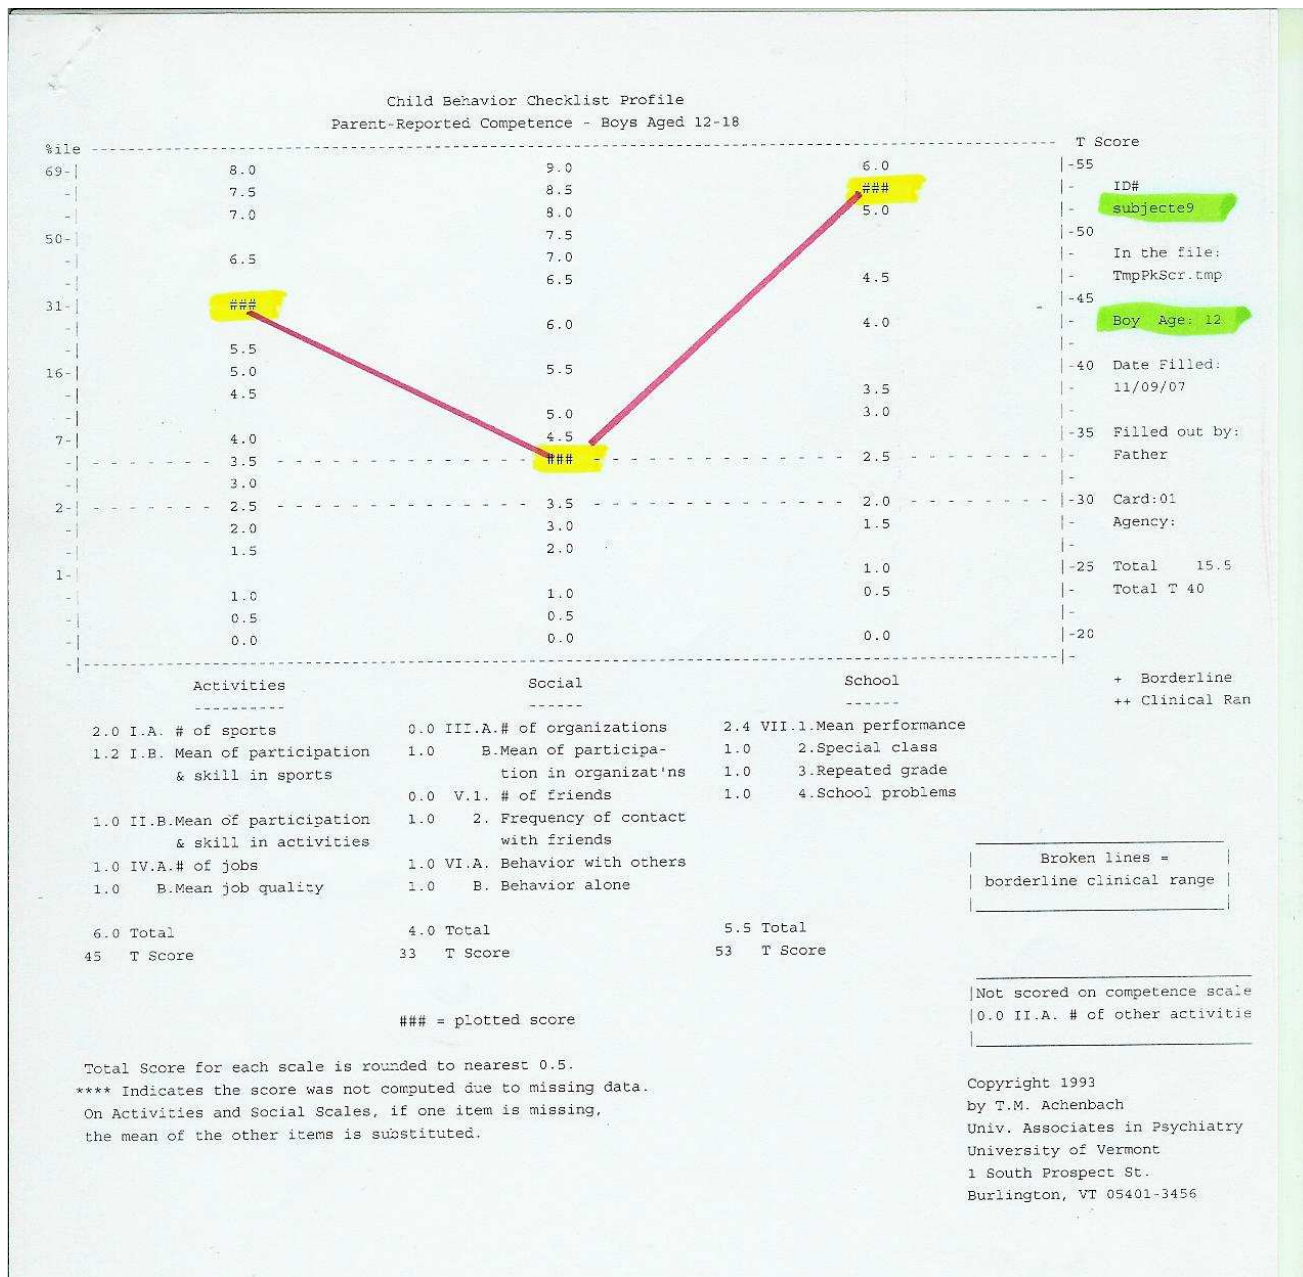 Child Behavior Checklist Profile
Parent-Reported Competence - Boys Aged 12-18
%ile T Score
69-| 8.0 9.0 6.0 |-55
-| 7.5 8.5 ### |- ID#
-| 7.0 8.0 5.0 |- subjecte9
50-| 7.5 |-50
-| 6.5 7.0 |- In the file:
-| 6.5 4.5 |- TmpPkScr.tmp
31-| ### |-45
-| 6.0 4.0 |- Boy Age: 12
-| 5.5 |-
16-| 5.0 5.5 |-40 Date Filled:
-| 4.5 3.5 |- 11/09/07
-| 5.0 3.0 |-
7-| 4.0 4.5 |-35 Filled out by:
-| 3.5 ### 2.5 |- Father
-| 3.0 |-
2-| 2.5 3.5 2.0 |-30 Card:01
-| 2.0 3.0 1.5 |- Agency:
-| 1.5 2.0 |-
1-| 1.0 |-25 Total 15.5
-| 1.0 1.0 0.5 |- Total T 40
-| 0.5 0.5 |-
-| 0.0 0.0 0.0 |-20
-| |-
Activities Social School + Borderline
++ Clinical Ran
2.0 I.A. # of sports 0.0 III.A.# of organizations 2.4 VII.1.Mean performance
1.2 I.B. Mean of participation 1.0 B.Mean of participa- 1.0 2.Special class
& skill in sports tion in organizat'ns 1.0 3.Repeated grade
0.0 V.1. # of friends 1.0 4.School problems
1.0 II.B.Mean of participation 1.0 2. Frequency of contact
& skill in activities with friends
1.0 IV.A.# of jobs 1.0 VI.A. Behavior with others
1.0 B.Mean job quality 1.0 B. Behavior alone
Broken lines =
borderline clinical range
6.0 Total 4.0 Total 5.5 Total
45 T Score 33 T Score 53 T Score
Not scored on competence scale
0.0 II.A. # of other activitie
### = plotted score
Total Score for each scale is rounded to nearest 0.5.
**** Indicates the score was not computed due to missing data.
On Activities and Social Scales, if one item is missing,
the mean of the other items is substituted.
Copyright 1993
by T.M. Achenbach
Univ. Associates in Psychiatry
University of Vermont
1 South Prospect St.
Burlington, VT 05401-3456